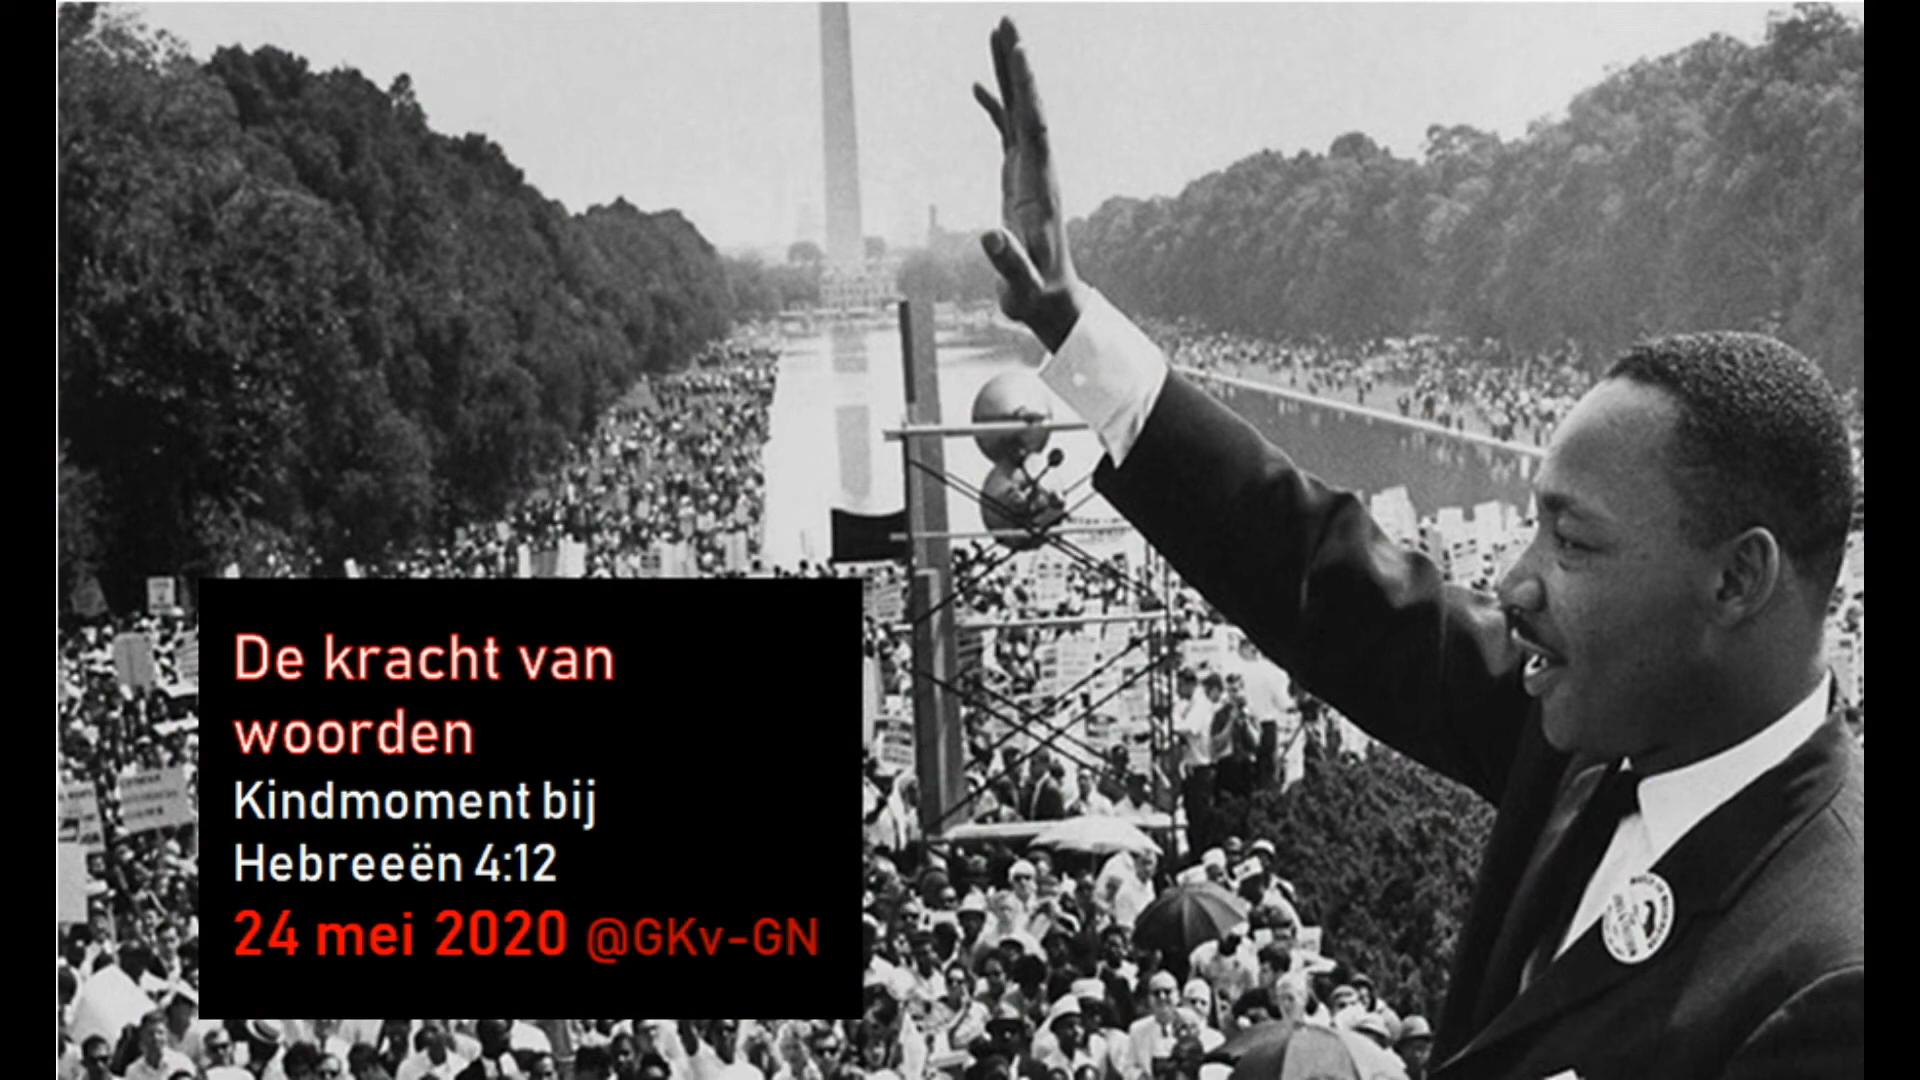 De kracht van
woorden
Kindmoment bij
Hebreeën 4:12
24 mei 2020 @GKv-GN